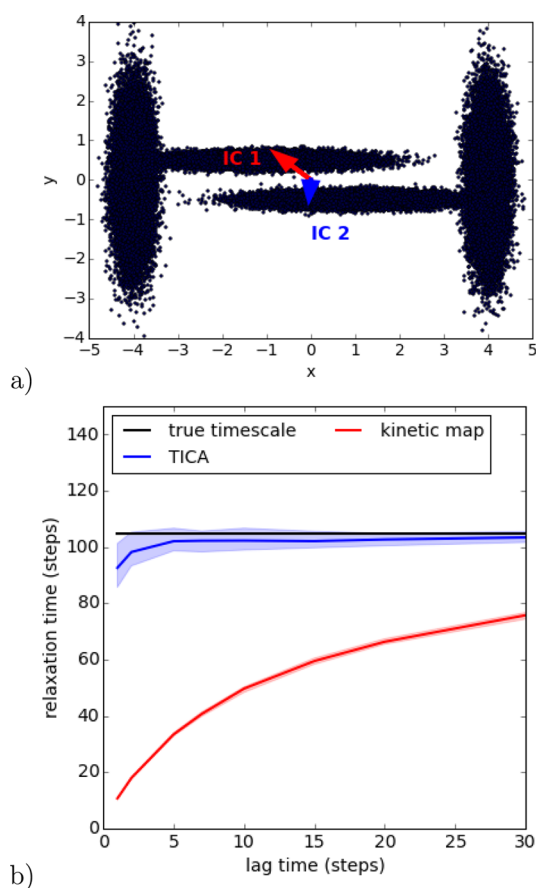 4
3
2
1
0
−1
−2
−3
−4
y
IC 1
IC 2
−5 −4 −3 −2 −1 0 1 2 3 4 5
x
a)
140
120
100
80
60
40
20
0
relaxation time (steps)
true timescale kinetic map
TICA
0 5 10 15 20 25 30
lag time (steps)
b)